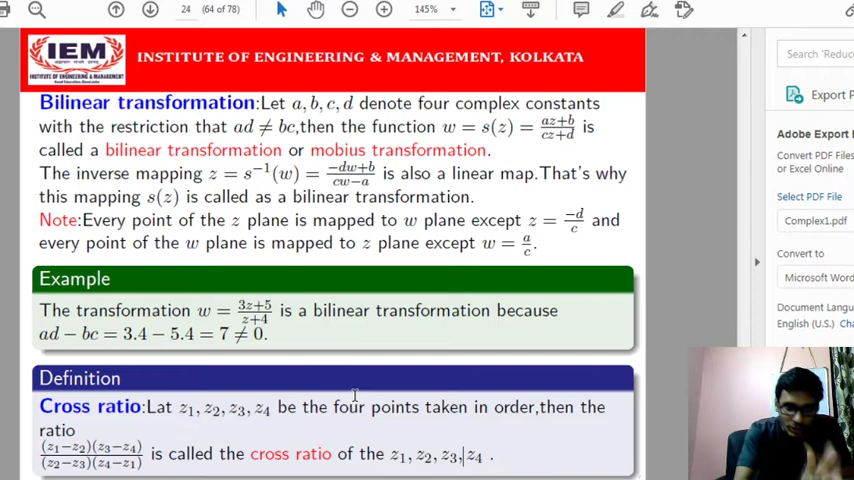 24 (64 of 78) 145%
IEM
INSTITUTE OF ENGINEERING & MANAGEMENT, KOLKATA
Bilinear transformation:Let a, b, c, d denote four complex constants
with the restriction that ad ≠ bc,then the function w = s(z) = \frac{az+b}{cz+d} is
called a bilinear transformation or mobius transformation.
The inverse mapping z = s⁻¹(w) = \frac{-dw+b}{cw-a} is also a linear map.That's why
this mapping s(z) is called as a bilinear transformation.
Note:Every point of the z plane is mapped to w plane except z = \frac{-d}{c} and
every point of the w plane is mapped to z plane except w = \frac{a}{c}.
Example
The transformation w = \frac{3z+5}{z+4} is a bilinear transformation because
ad − bc = 3.4 − 5.4 = 7 ≠ 0.
Definition
Cross ratio:Lat z₁, z₂, z₃, z₄ be the four points taken in order,then the
ratio
\frac{(z₁−z₂)(z₃−z₄)}{(z₂−z₃)(z₄−z₁)} is called the cross ratio of the z₁, z₂, z₃, z₄ .
Search 'Reduc
Export P
Adobe Export
Convert PDF Files
or Excel Online
Select PDF File
Complex1.pdf
Convert to
Microsoft Word
Document Langu
English (U.S.) Cha